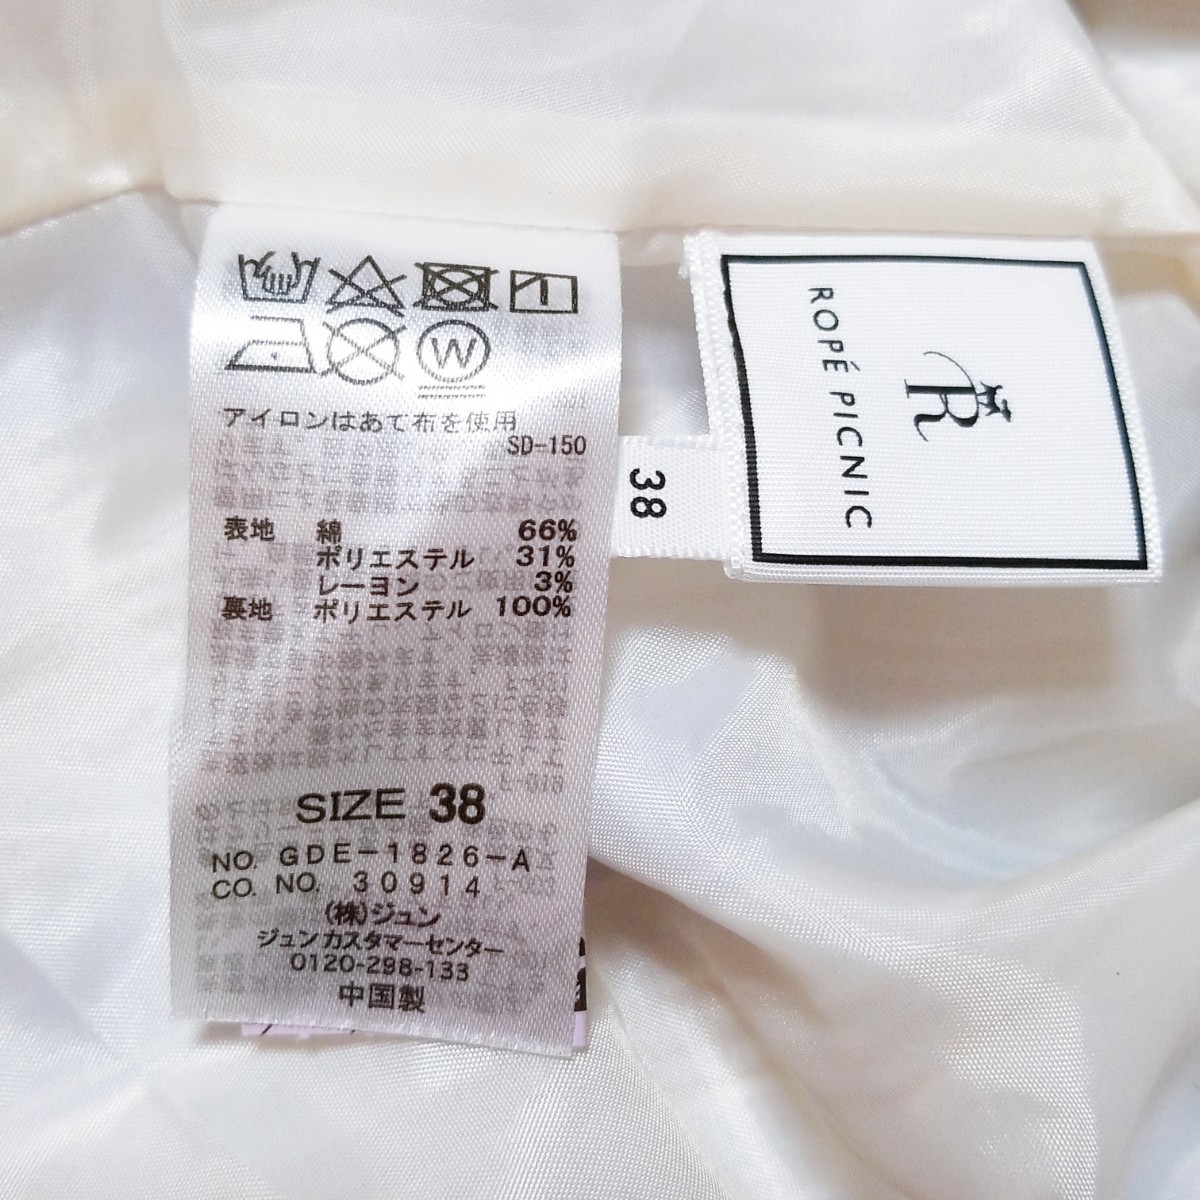 W
アイロンはあて布を使用
SD-150
表地 綿 66%
ポリエステル 31%
レーヨン 3%
裏地 ポリエステル 100%
SIZE 38
NO. GDE-1826-A
CO. NO. 30914
(株)ジュン
ジュンカスタマーセンター
0120-298-133
中国製
38
R
ROPÉ PICNIC